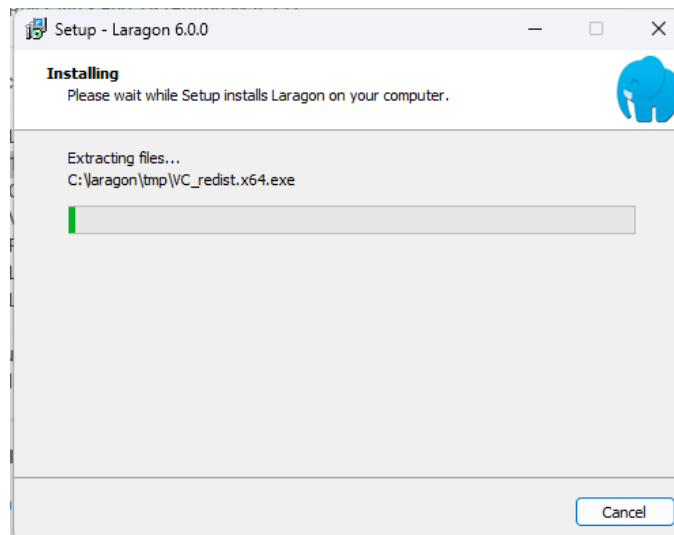 Setup - Laragon 6.0.0
Installing
Please wait while Setup installs Laragon on your computer.
Extracting files...
C:\laragon\tmp\VC_redist.x64.exe
Cancel